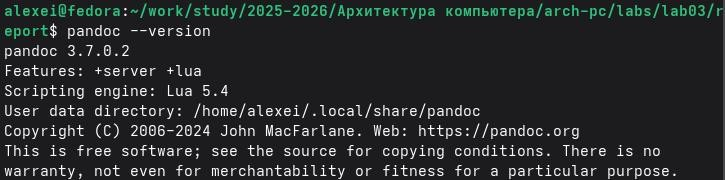 alexei@fedora:~/work/study/2025-2026/Архитектура компьютера/arch-pc/labs/lab03/r
eport$ pandoc --version
pandoc 3.7.0.2
Features: +server +lua
Scripting engine: Lua 5.4
User data directory: /home/alexei/.local/share/pandoc
Copyright (C) 2006-2024 John MacFarlane. Web: https://pandoc.org
This is free software; see the source for copying conditions. There is no
warranty, not even for merchantability or fitness for a particular purpose.